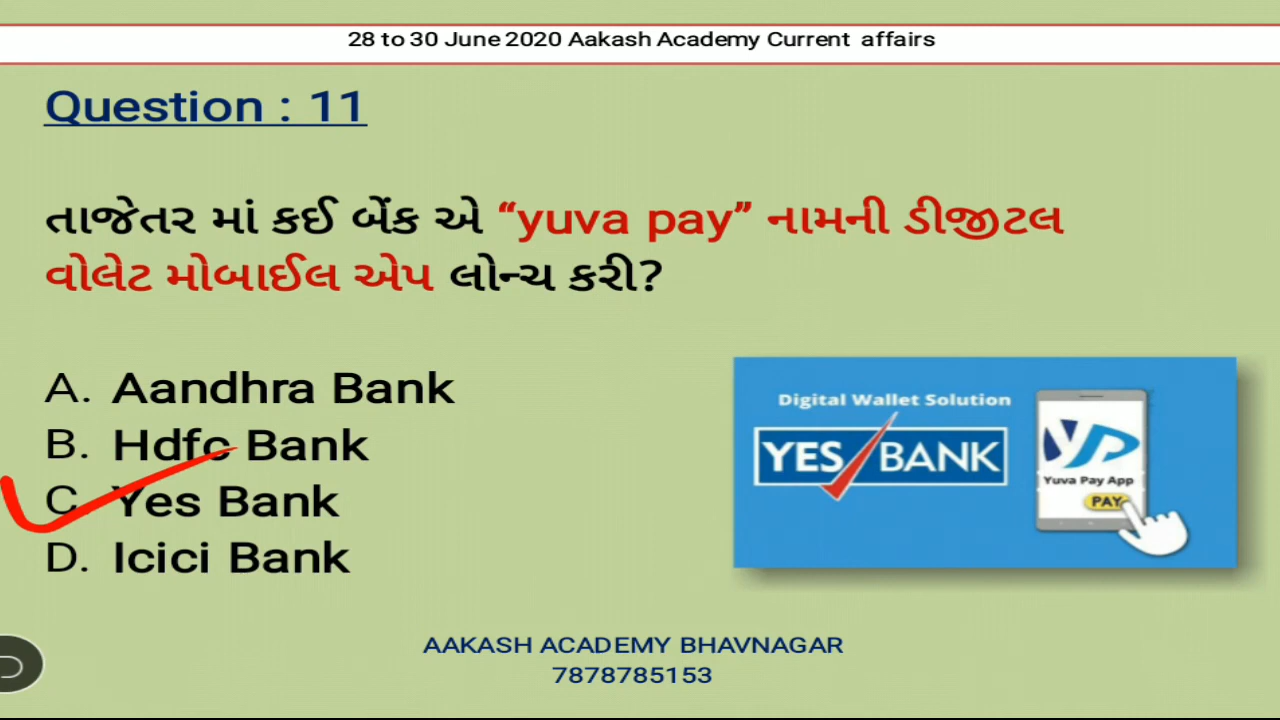 28 to 30 June 2020 Aakash Academy Current affairs
Question : 11
તાજેતર માં કઈ બેંક એ “yuva pay” નામની ડીજીટલ
વોલેટ મોબાઈલ એપ લોન્ચ કરી?
A. Aandhra Bank
B. Hdfc Bank
C. Yes Bank
D. Icici Bank
Digital Wallet Solution
YES BANK
YP
Yuva Pay App
PAY
AAKASH ACADEMY BHAVNAGAR
7878785153